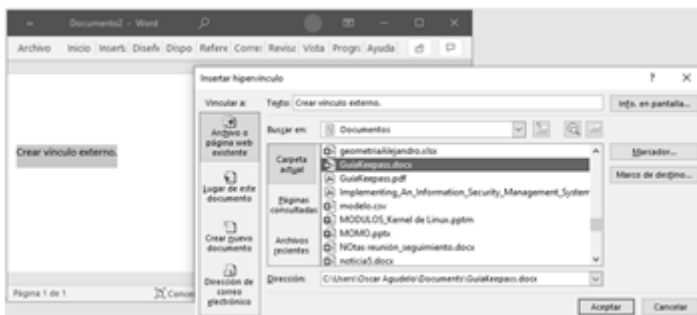 Documento2 - Word
Archivo Inicio Insert: Diseñ Dispo Refere Corre: Revisa Vista Progr: Ayuda
Insertar hipervínculo
Vincular a:
Texto: Crear vínculo externo.
Info. en pantalla...
Archivo o página web existente
Buscar en: Documentos
Crear vínculo externo.
Carpeta actual
geometriaAlejandro.xlsx
Marcador...
GuiaKeepass.docx
Marco de destino...
GuiaKeepass.pdf
Lugar de este documento
Páginas consultadas
Implementing_An_Information_Security_Management_System
modelo.csv
MODULOS_Kernel de Linux.pptm
Crear nuevo documento
Archivos recientes
MOMO.pptx
NOtas reunión_seguimiento.docx
noticia5.docx
Dirección de correo electrónico
Dirección: C:\Users\Oscar Agudelo\Documents\GuiaKeepass.docx
Página 1 de 1
Conce
Aceptar
Cancelar